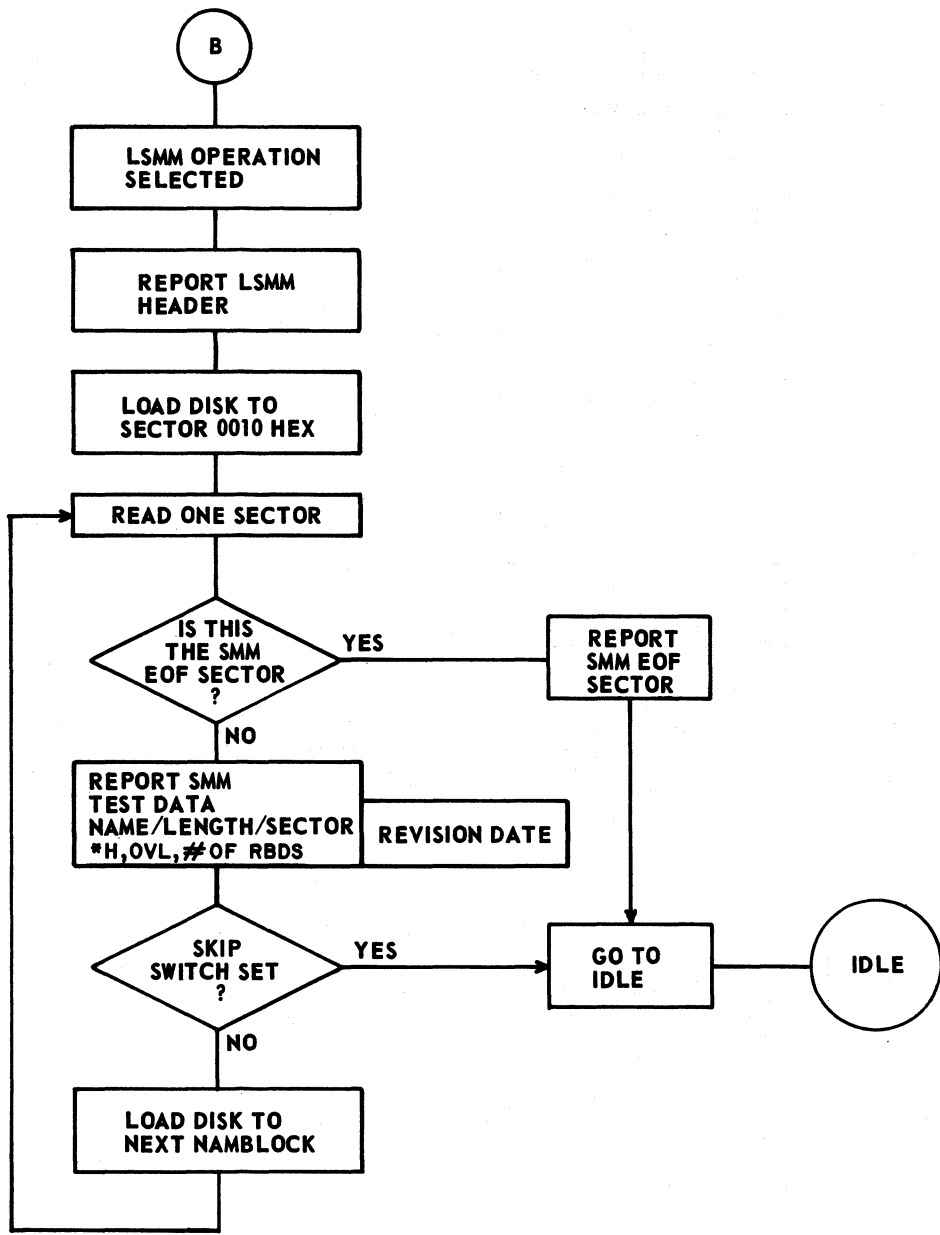 B
LSMM OPERATION
SELECTED
REPORT LSMM
HEADER
LOAD DISK TO
SECTOR 0010 HEX
READ ONE SECTOR
IS THIS
THE SMM
EOF SECTOR
?
YES
REPORT
SMM EOF
SECTOR
NO
REPORT SMM
TEST DATA
NAME/LENGTH/SECTOR
*H,OVL,# OF RBDS
REVISION DATE
SKIP
SWITCH SET
?
YES
GO TO
IDLE
IDLE
NO
LOAD DISK TO
NEXT NAMBLOCK